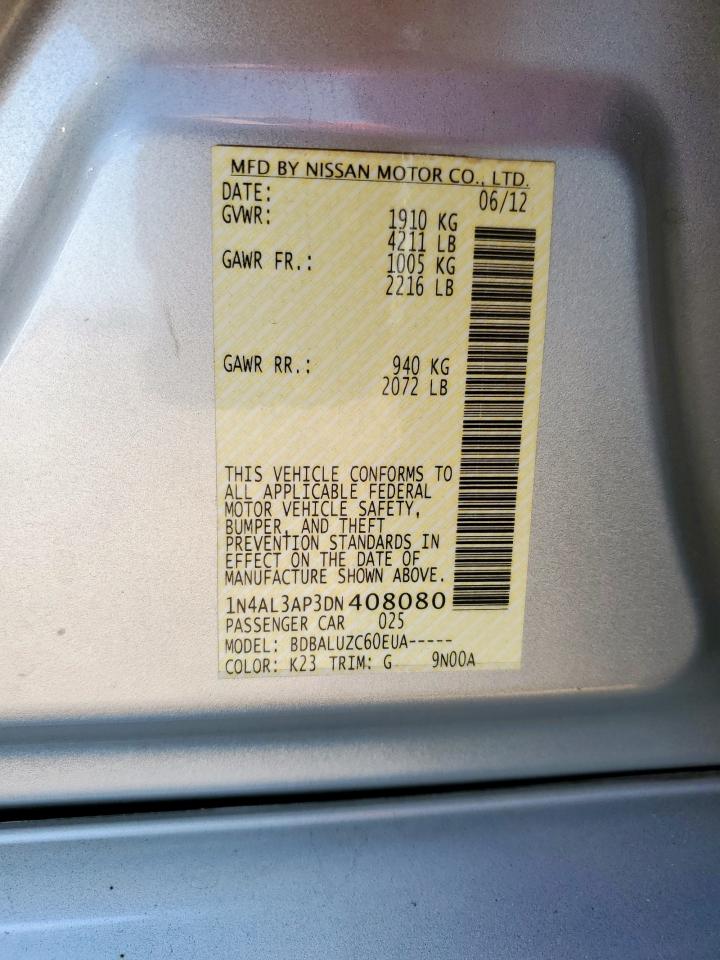 MFD BY NISSAN MOTOR CO., LTD.
DATE: 06/12
GVWR: 1910 KG
4211 LB
GAWR FR.: 1005 KG
2216 LB
GAWR RR.: 940 KG
2072 LB
THIS VEHICLE CONFORMS TO
ALL APPLICABLE FEDERAL
MOTOR VEHICLE SAFETY,
BUMPER, AND THEFT
PREVENTION STANDARDS IN
EFFECT ON THE DATE OF
MANUFACTURE SHOWN ABOVE.
1N4AL3AP3DN408080
PASSENGER CAR 025
MODEL: BDBALUZC60EUA-----
COLOR: K23 TRIM: G 9N00A